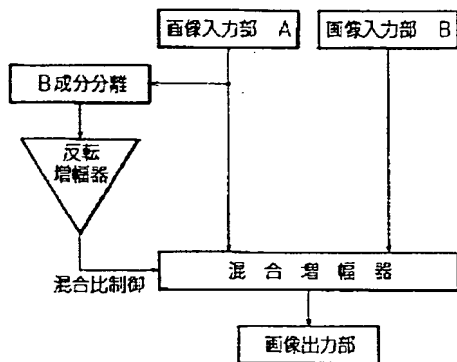 画像入力部 A
画像入力部 B
B成分分離
反転
増幅器
混合増幅器
混合比制御
画像出力部